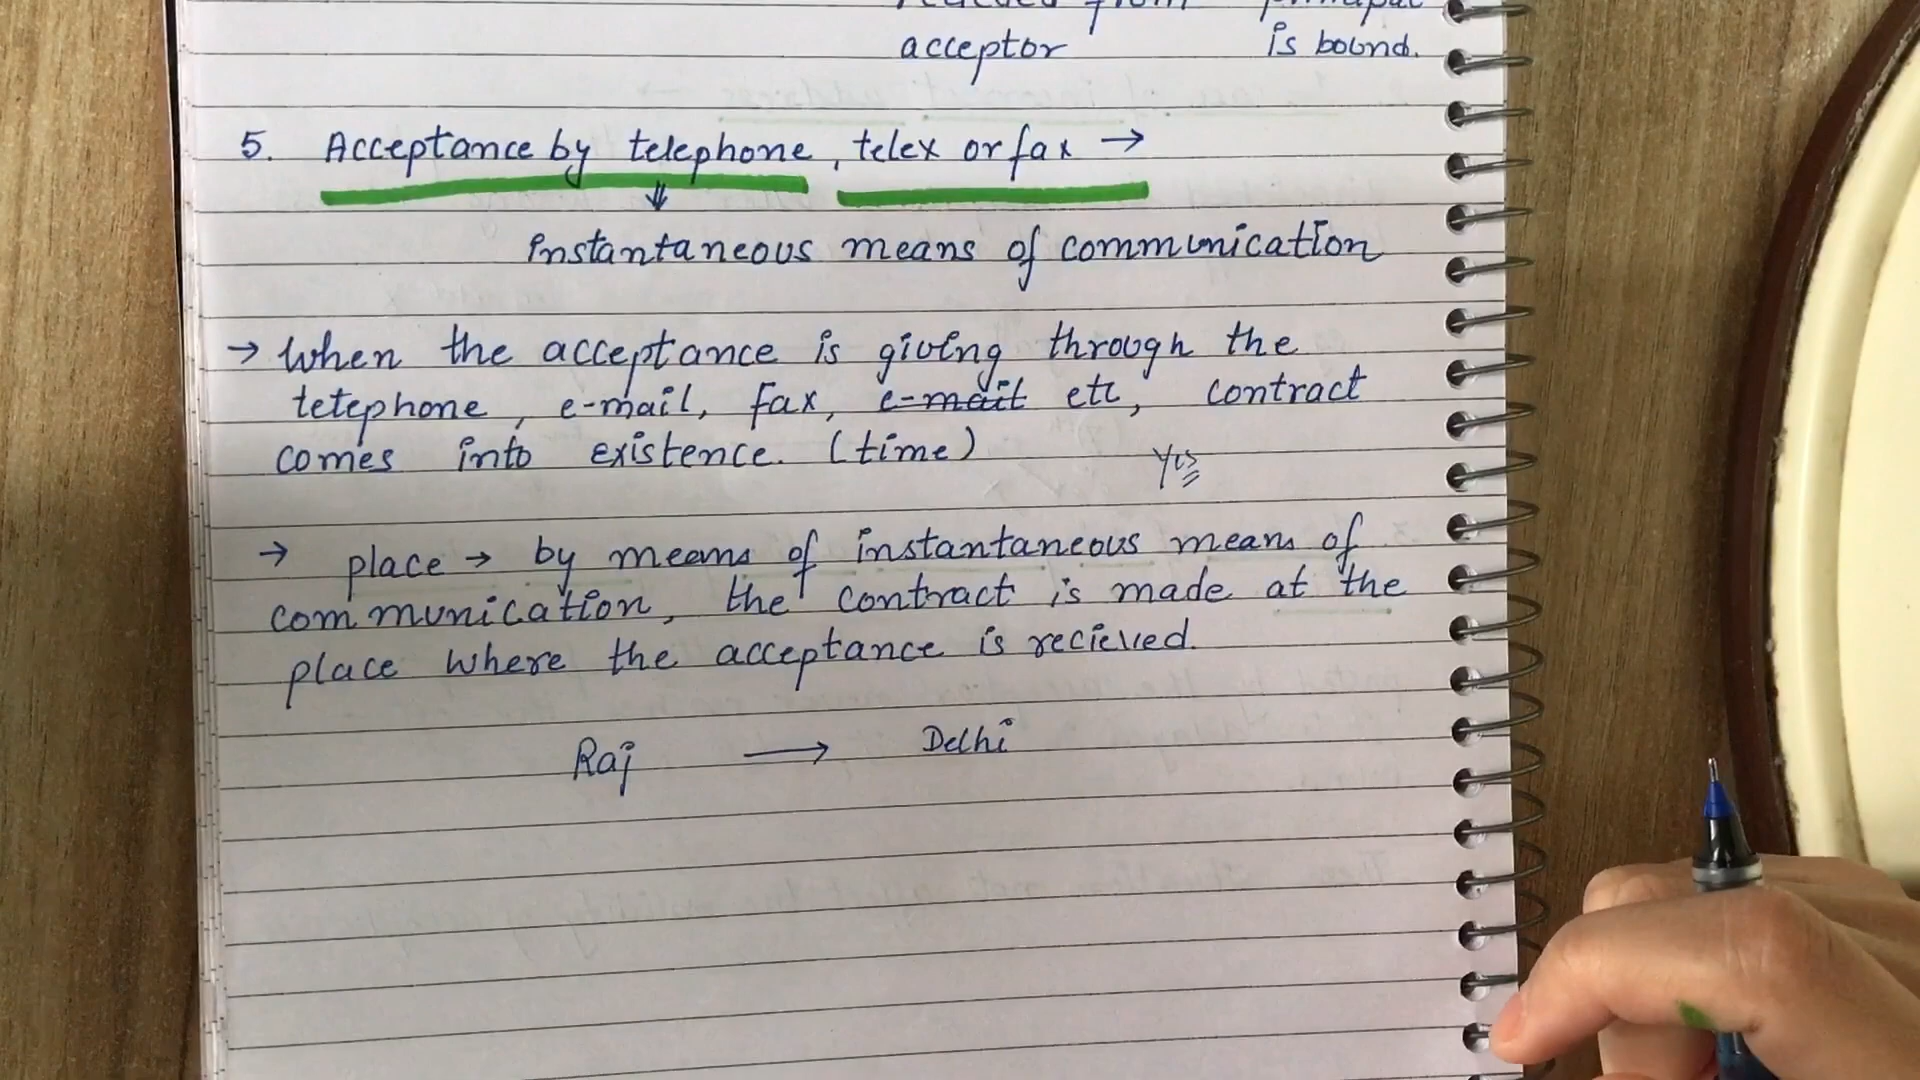 acceptor is bound.
5. Acceptance by telephone, telex or fax →
Instantaneous means of communication
→ When the acceptance is giving through the
tetephone, e-mail, fax, e-mail etc, contract
comes into existence. (time)
Yes
→ place → by means of instantaneous means of
communication, the contract is made at the
place where the acceptance is recieved.
Raj → Delhi